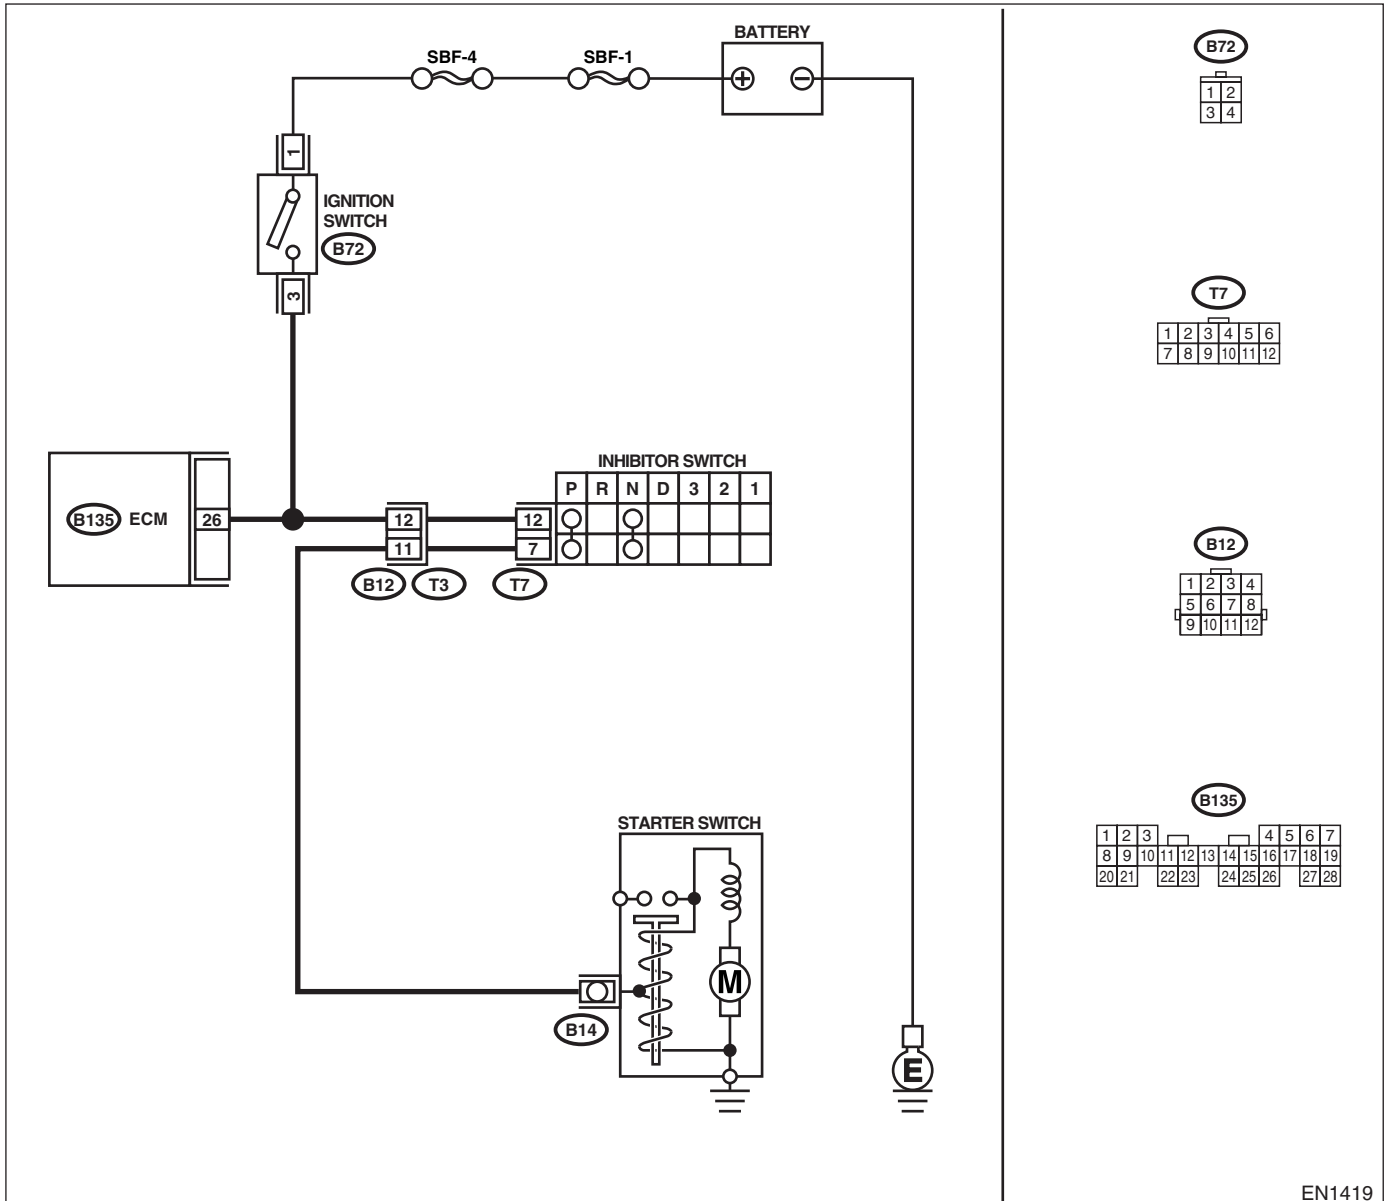 BATTERY
SBF-4
SBF-1
+
−
1
IGNITION
SWITCH
B72
3
B135 ECM 26
12
11
B12
T3
12
7
T7
INHIBITOR SWITCH
P R N D 3 2 1
STARTER SWITCH
M
B14
E
B72
1 2
3 4
T7
1 2 3 4 5 6
7 8 9 10 11 12
B12
1 2 3 4
5 6 7 8
9 10 11 12
B135
1 2 3 4 5 6 7
8 9 10 11 12 13 14 15 16 17 18 19
20 21 22 23 24 25 26 27 28
EN1419